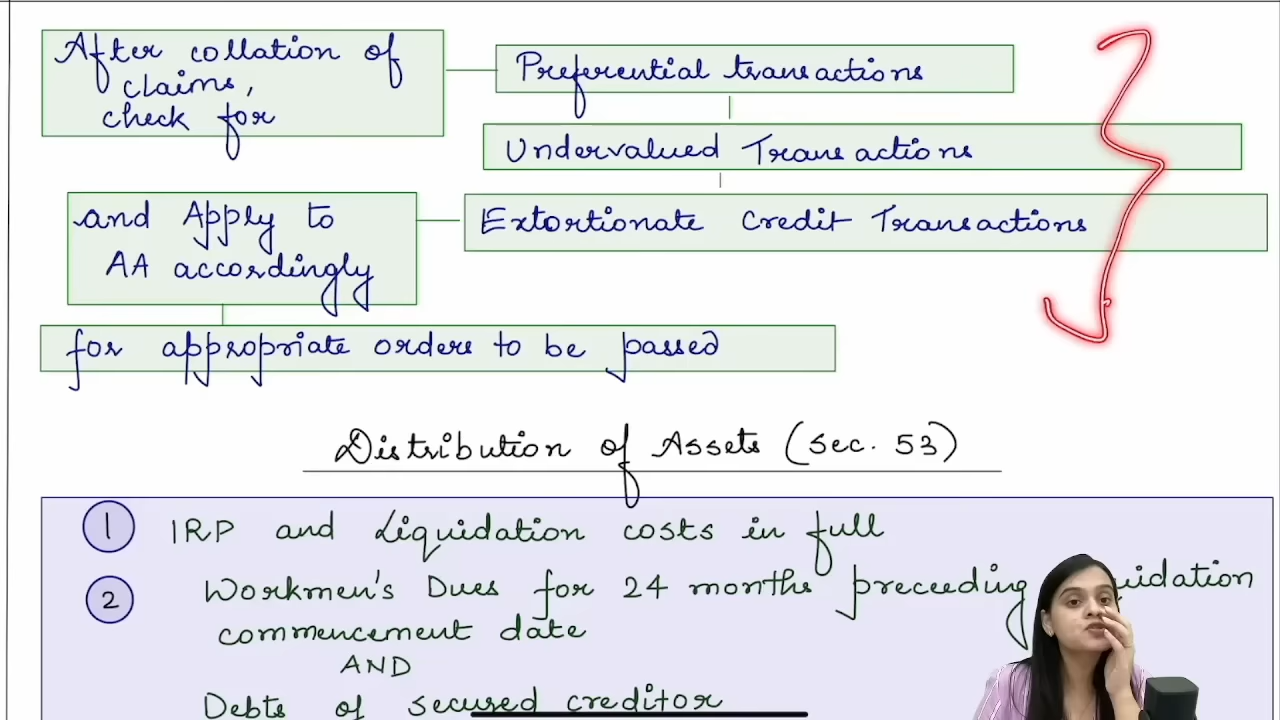 After collation of
claims,
check for
Preferential transactions
Undervalued Transactions
and Apply to
AA accordingly
Extortionate credit Transactions
for appropriate orders to be passed
Distribution of Assets (sec. 53)
1 IRP and Liquidation costs in full
2 Workmen's Dues for 24 months preceeding
commencement date
AND
Debts of secured creditor